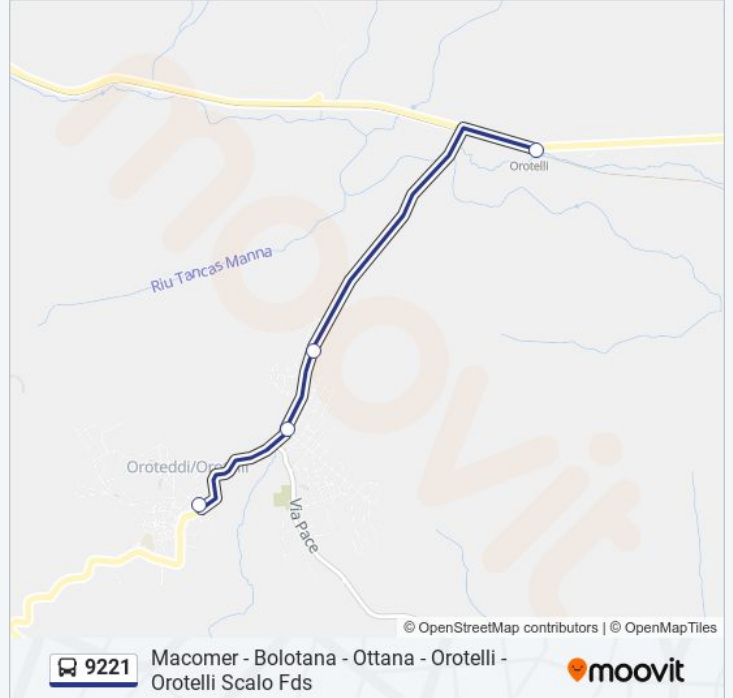 moovit
Orotelli
Riu Tancas Manna
Oroteddi/Orotelli
Via Pace
© OpenStreetMap contributors | © OpenMapTiles
9221
Macomer - Bolotana - Ottana - Orotelli -
Orotelli Scalo Fds
moovit